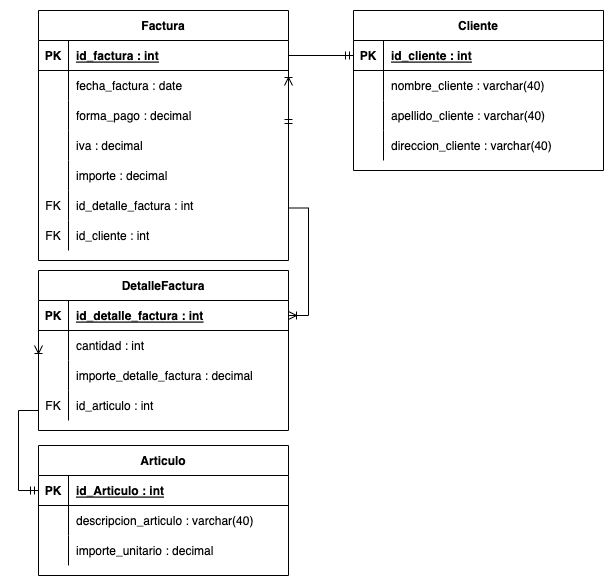 Factura
PK id_factura : int
fecha_factura : date
forma_pago : decimal
iva : decimal
importe : decimal
FK id_detalle_factura : int
FK id_cliente : int
Cliente
PK id_cliente : int
nombre_cliente : varchar(40)
apellido_cliente : varchar(40)
direccion_cliente : varchar(40)
DetalleFactura
PK id_detalle_factura : int
cantidad : int
importe_detalle_factura : decimal
FK id_articulo : int
Articulo
PK id_Articulo : int
descripcion_articulo : varchar(40)
importe_unitario : decimal